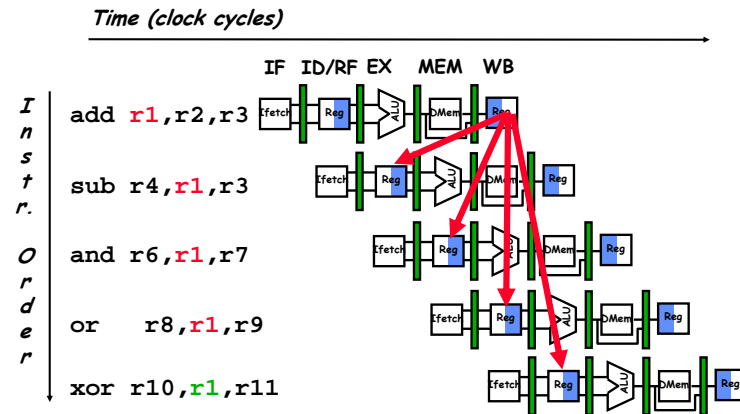 Time (clock cycles)
IF ID/RF EX MEM WB
Instr. Order
add r1,r2,r3 Ifetch Reg ALU DMem Reg
sub r4,r1,r3 Ifetch Reg ALU DMem Reg
and r6,r1,r7 Ifetch Reg ALU DMem Reg
or r8,r1,r9 Ifetch Reg ALU DMem Reg
xor r10,r1,r11 Ifetch Reg ALU DMem Reg